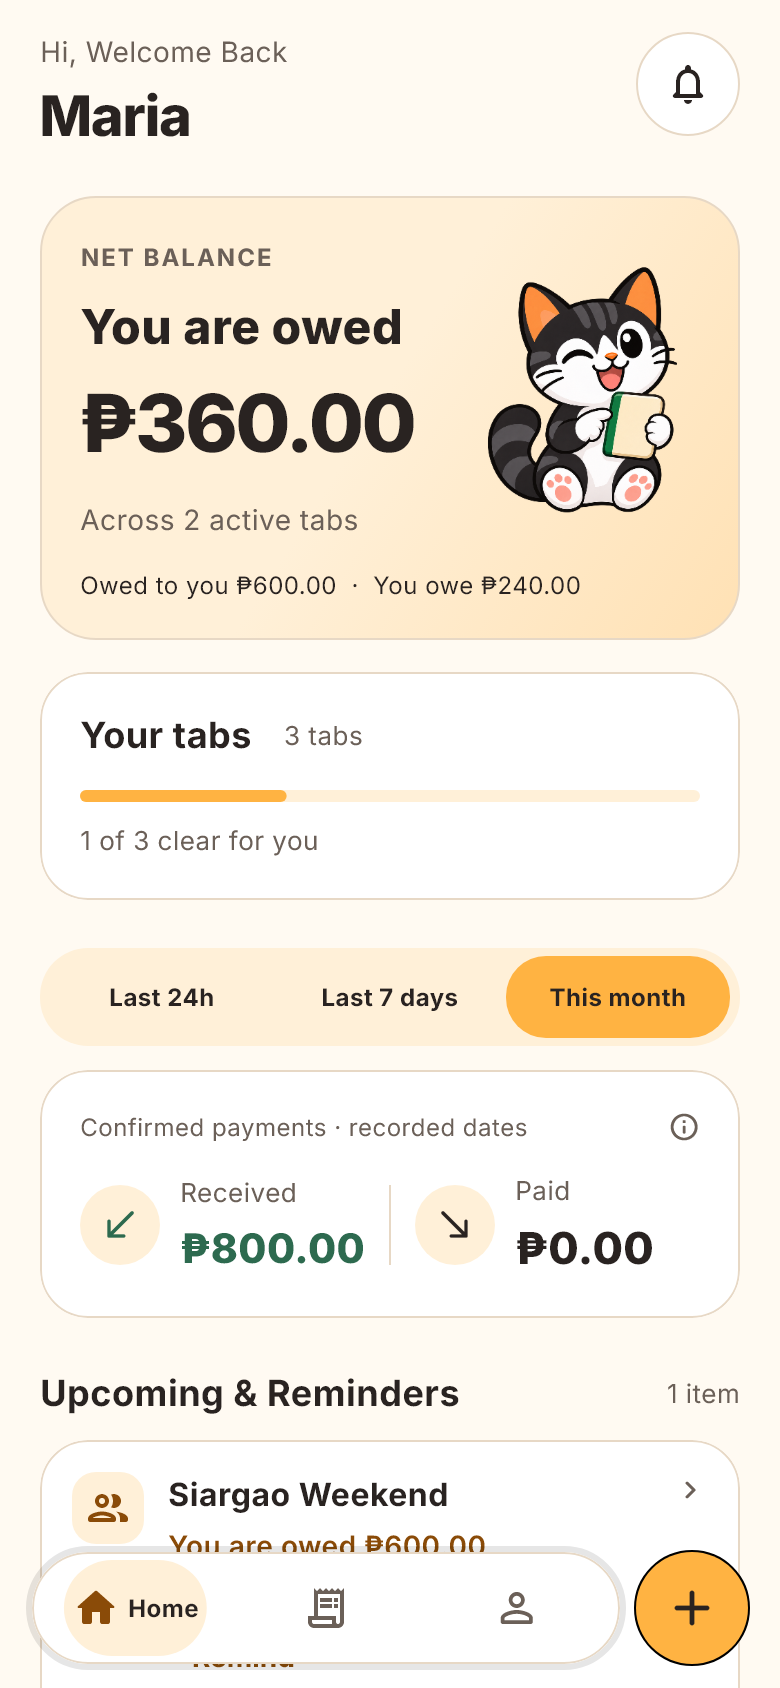 Hi, Welcome Back
Maria
NET BALANCE
You are owed
₱360.00
Across 2 active tabs
Owed to you ₱600.00 · You owe ₱240.00
Your tabs 3 tabs
1 of 3 clear for you
Last 24h Last 7 days This month
Confirmed payments · recorded dates
Received
₱800.00
Paid
₱0.00
Upcoming & Reminders 1 item
Siargao Weekend
You are owed ₱600.00
Home